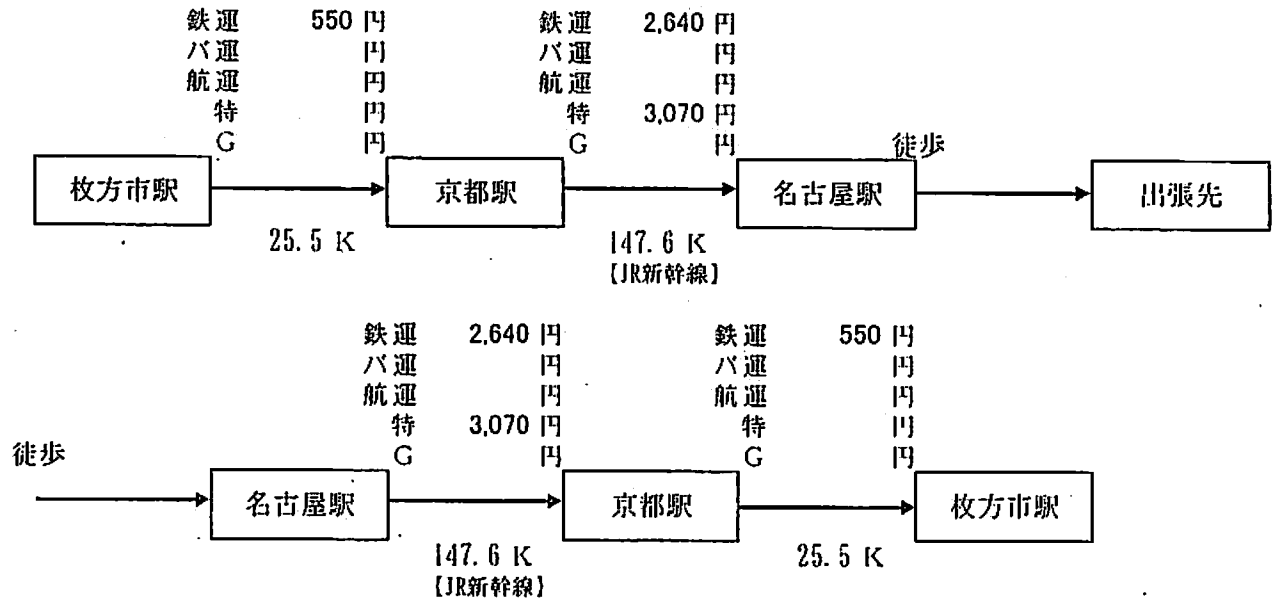 鉄運 550 円 鉄運 2,640 円
バ運 円 バ運 円
航運 円 航運 円
特 円 特 3,070 円
G 円 G 円
徒歩
枚方市駅 京都駅 名古屋駅 出張先
25.5 K 147.6 K
【JR新幹線】
鉄運 2,640 円 鉄運 550 円
バ運 円 バ運 円
航運 円 航運 円
特 3,070 円 特 円
徒歩 G 円 G 円
名古屋駅 京都駅 枚方市駅
147.6 K 25.5 K
【JR新幹線】